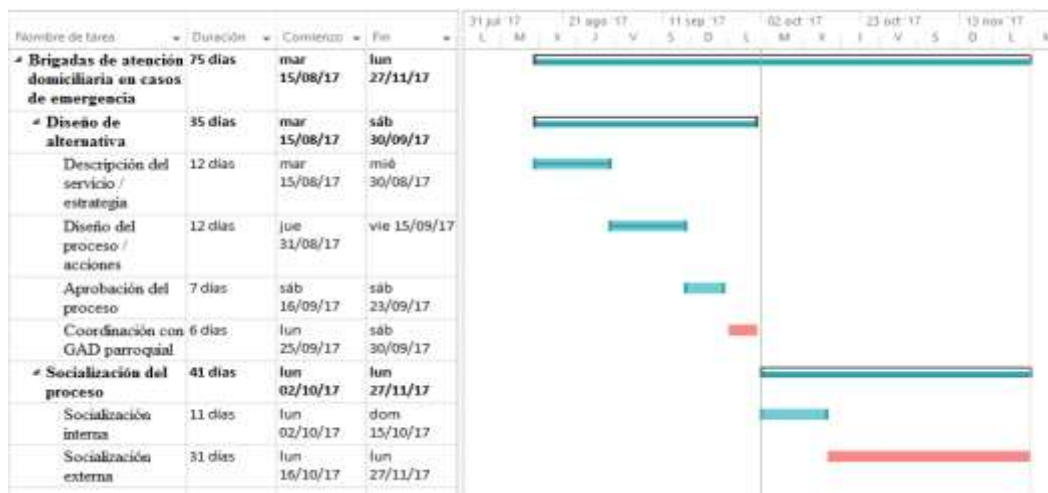 31 jul '17 21 ago '17 11 sep '17 02 oct '17 23 oct '17 13 nov '17
Nombre de tarea Duración Comienzo Fin L M X J V S D L M X J V S D L
Brigadas de atención 75 días mar lun
domiciliaria en casos 15/08/17 27/11/17
de emergencia
Diseño de 35 días mar sáb
alternativa 15/08/17 30/09/17
Descripción del 12 días mar mié
servicio / 15/08/17 30/08/17
estrategia
Diseño del 12 días jue vie 15/09/17
proceso / 31/08/17
acciones
Aprobación del 7 días sáb sáb
proceso 16/09/17 23/09/17
Coordinación con 6 días lun sáb
GAD parroquial 25/09/17 30/09/17
Socialización del 41 días lun lun
proceso 02/10/17 27/11/17
Socialización 11 días lun dom
interna 02/10/17 15/10/17
Socialización 31 días lun lun
externa 16/10/17 27/11/17